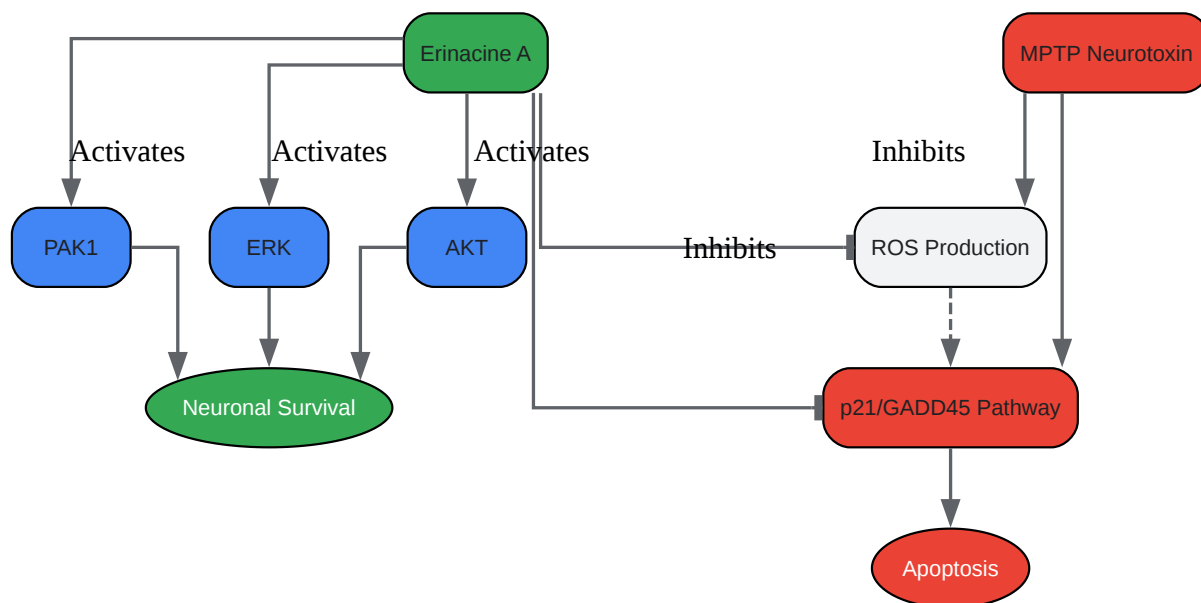 Erinacine A
MPTP Neurotoxin
Activates
Activates
Activates
Inhibits
PAK1
ERK
AKT
Inhibits
ROS Production
Neuronal Survival
p21/GADD45 Pathway
Apoptosis